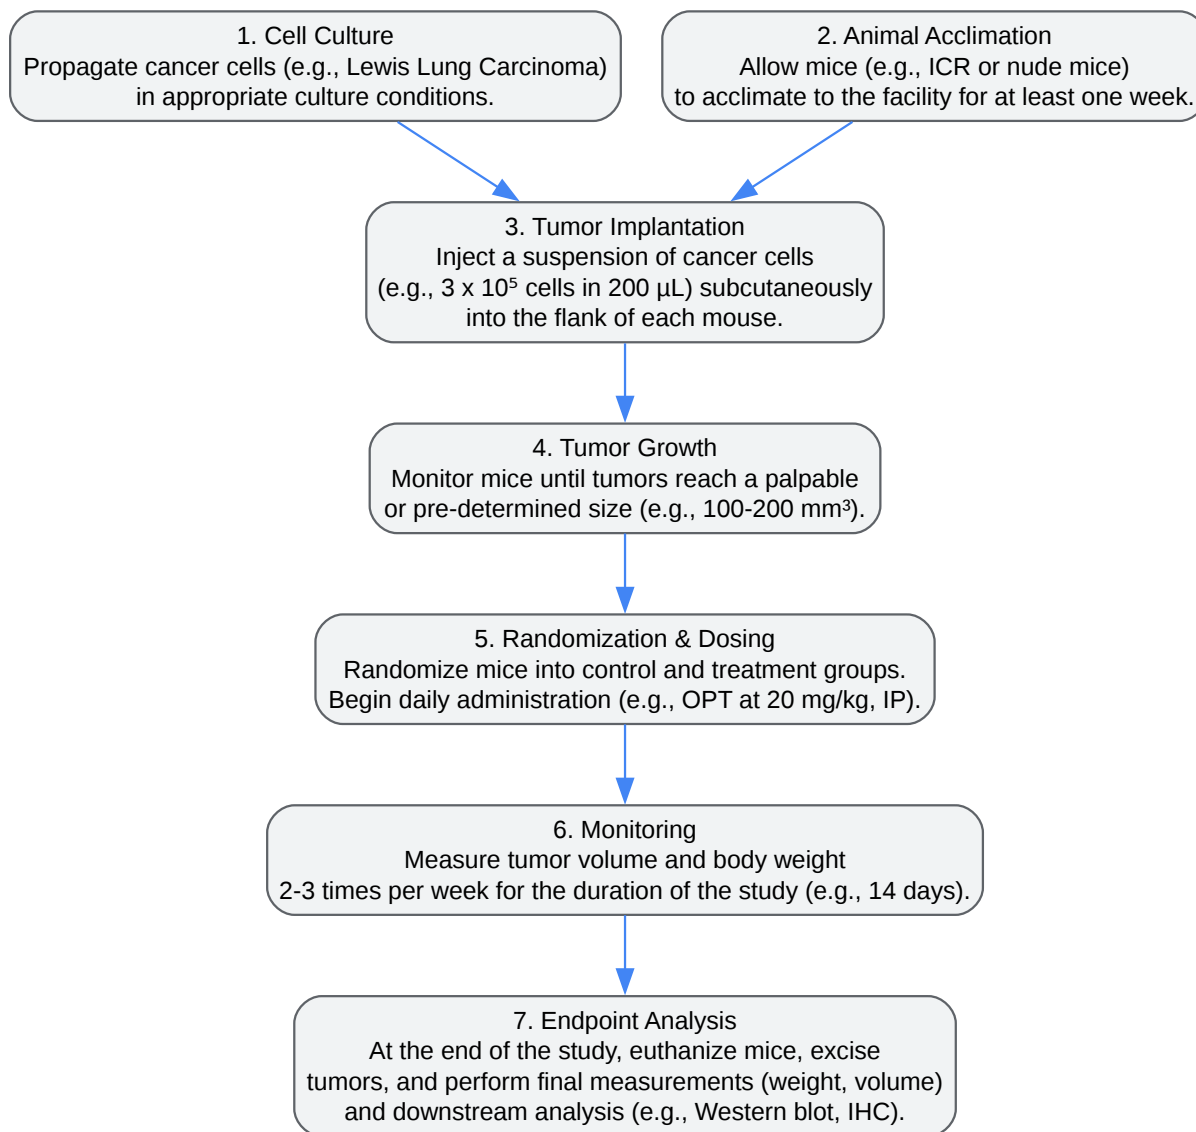 1. Cell Culture
Propagate cancer cells (e.g., Lewis Lung Carcinoma)
in appropriate culture conditions.
2. Animal Acclimation
Allow mice (e.g., ICR or nude mice)
to acclimate to the facility for at least one week.
3. Tumor Implantation
Inject a suspension of cancer cells
(e.g., 3 x 10⁵ cells in 200 µL) subcutaneously
into the flank of each mouse.
4. Tumor Growth
Monitor mice until tumors reach a palpable
or pre-determined size (e.g., 100-200 mm³).
5. Randomization & Dosing
Randomize mice into control and treatment groups.
Begin daily administration (e.g., OPT at 20 mg/kg, IP).
6. Monitoring
Measure tumor volume and body weight
2-3 times per week for the duration of the study (e.g., 14 days).
7. Endpoint Analysis
At the end of the study, euthanize mice, excise
tumors, and perform final measurements (weight, volume)
and downstream analysis (e.g., Western blot, IHC).